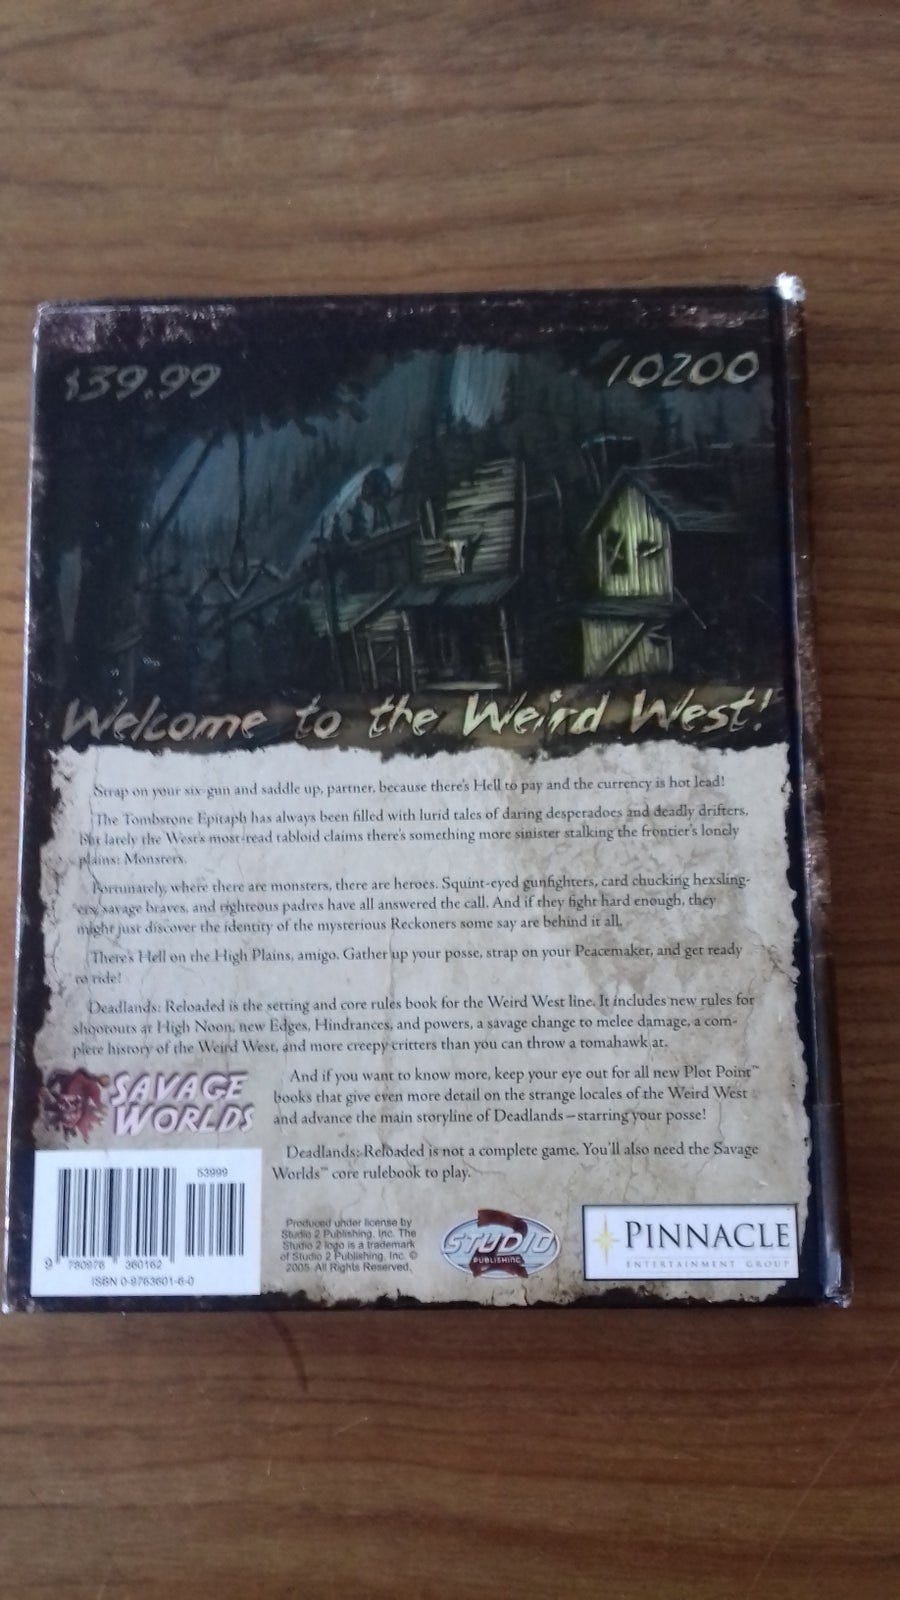 $39.99
10200
Welcome to the Weird West!
Strap on your six-gun and saddle up, partner, because there's Hell to pay and the currency is hot lead!
The Tombstone Epitaph has always been filled with lurid tales of daring desperadoes and deadly drifters,
but lately the West's most-read tabloid claims there's something more sinister stalking the frontier's lonely
plains: Monsters.
Fortunately, where there are monsters, there are heroes. Squint-eyed gunfighters, card chucking hexsling-
ers, savage braves, and righteous padres have all answered the call. And if they fight hard enough, they
might just discover the identity of the mysterious Reckoners some say are behind it all.
There's Hell on the High Plains, amigo. Gather up your posse, strap on your Peacemaker, and get ready
to ride!
Deadlands: Reloaded is the setting and core rules book for the Weird West line. It includes new rules for
shootouts at High Noon, new Edges, Hindrances, and powers, a savage change to melee damage, a com-
plete history of the Weird West, and more creepy critters than you can throw a tomahawk at.
And if you want to know more, keep your eye out for all new Plot Point™
books that give even more detail on the strange locales of the Weird West
and advance the main storyline of Deadlands—starring your posse!
Deadlands: Reloaded is not a complete game. You'll also need the Savage
Worlds™ core rulebook to play.
SAVAGE
WORLDS
53999
9 780976 360162
ISBN 0-9763601-6-0
Produced under license by
Studio 2 Publishing, Inc. The
Studio 2 logo is a trademark
of Studio 2 Publishing, Inc. ©
2005. All Rights Reserved.
STUDIO
2
PUBLISHING
PINNACLE
ENTERTAINMENT GROUP